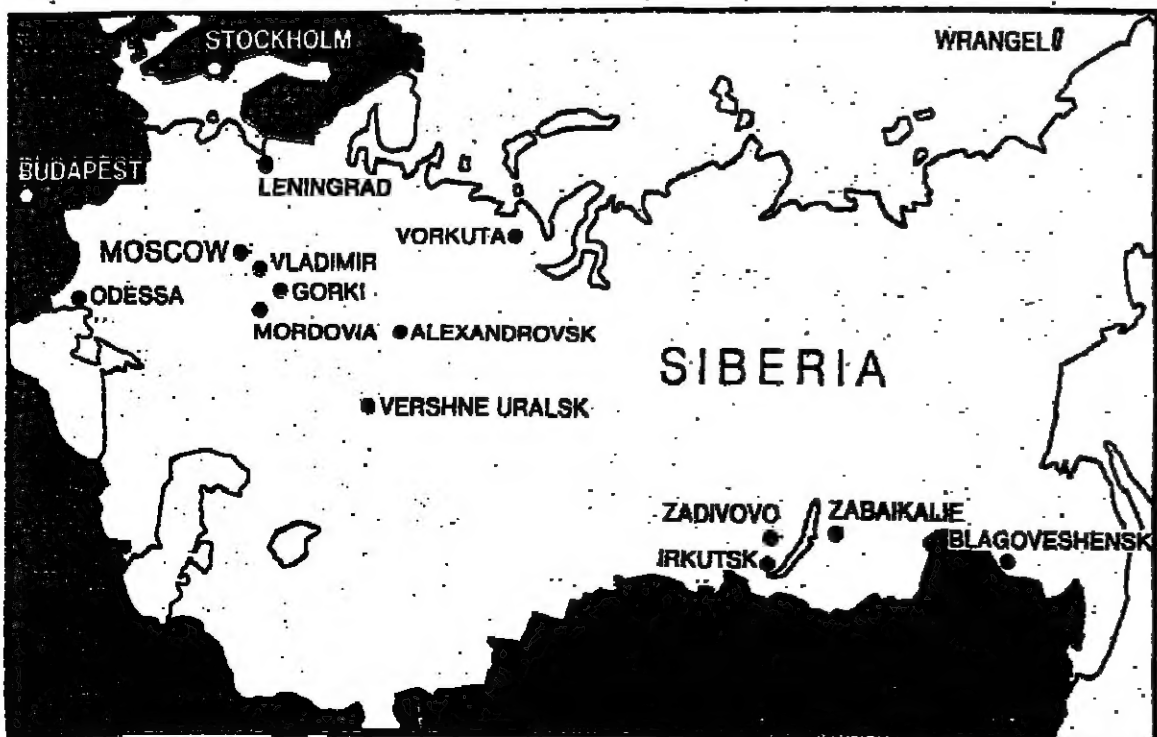 STOCKHOLM
WRANGEL
BUDAPEST
LENINGRAD
VORKUTA
MOSCOW
VLADIMIR
GORKI
ODESSA
MORDOVIA
ALEXANDROVSK
SIBERIA
VERSHNE URALSK
ZADIVOVO
ZABAIKALIE
IRKUTSK
BLAGOVESHENSK